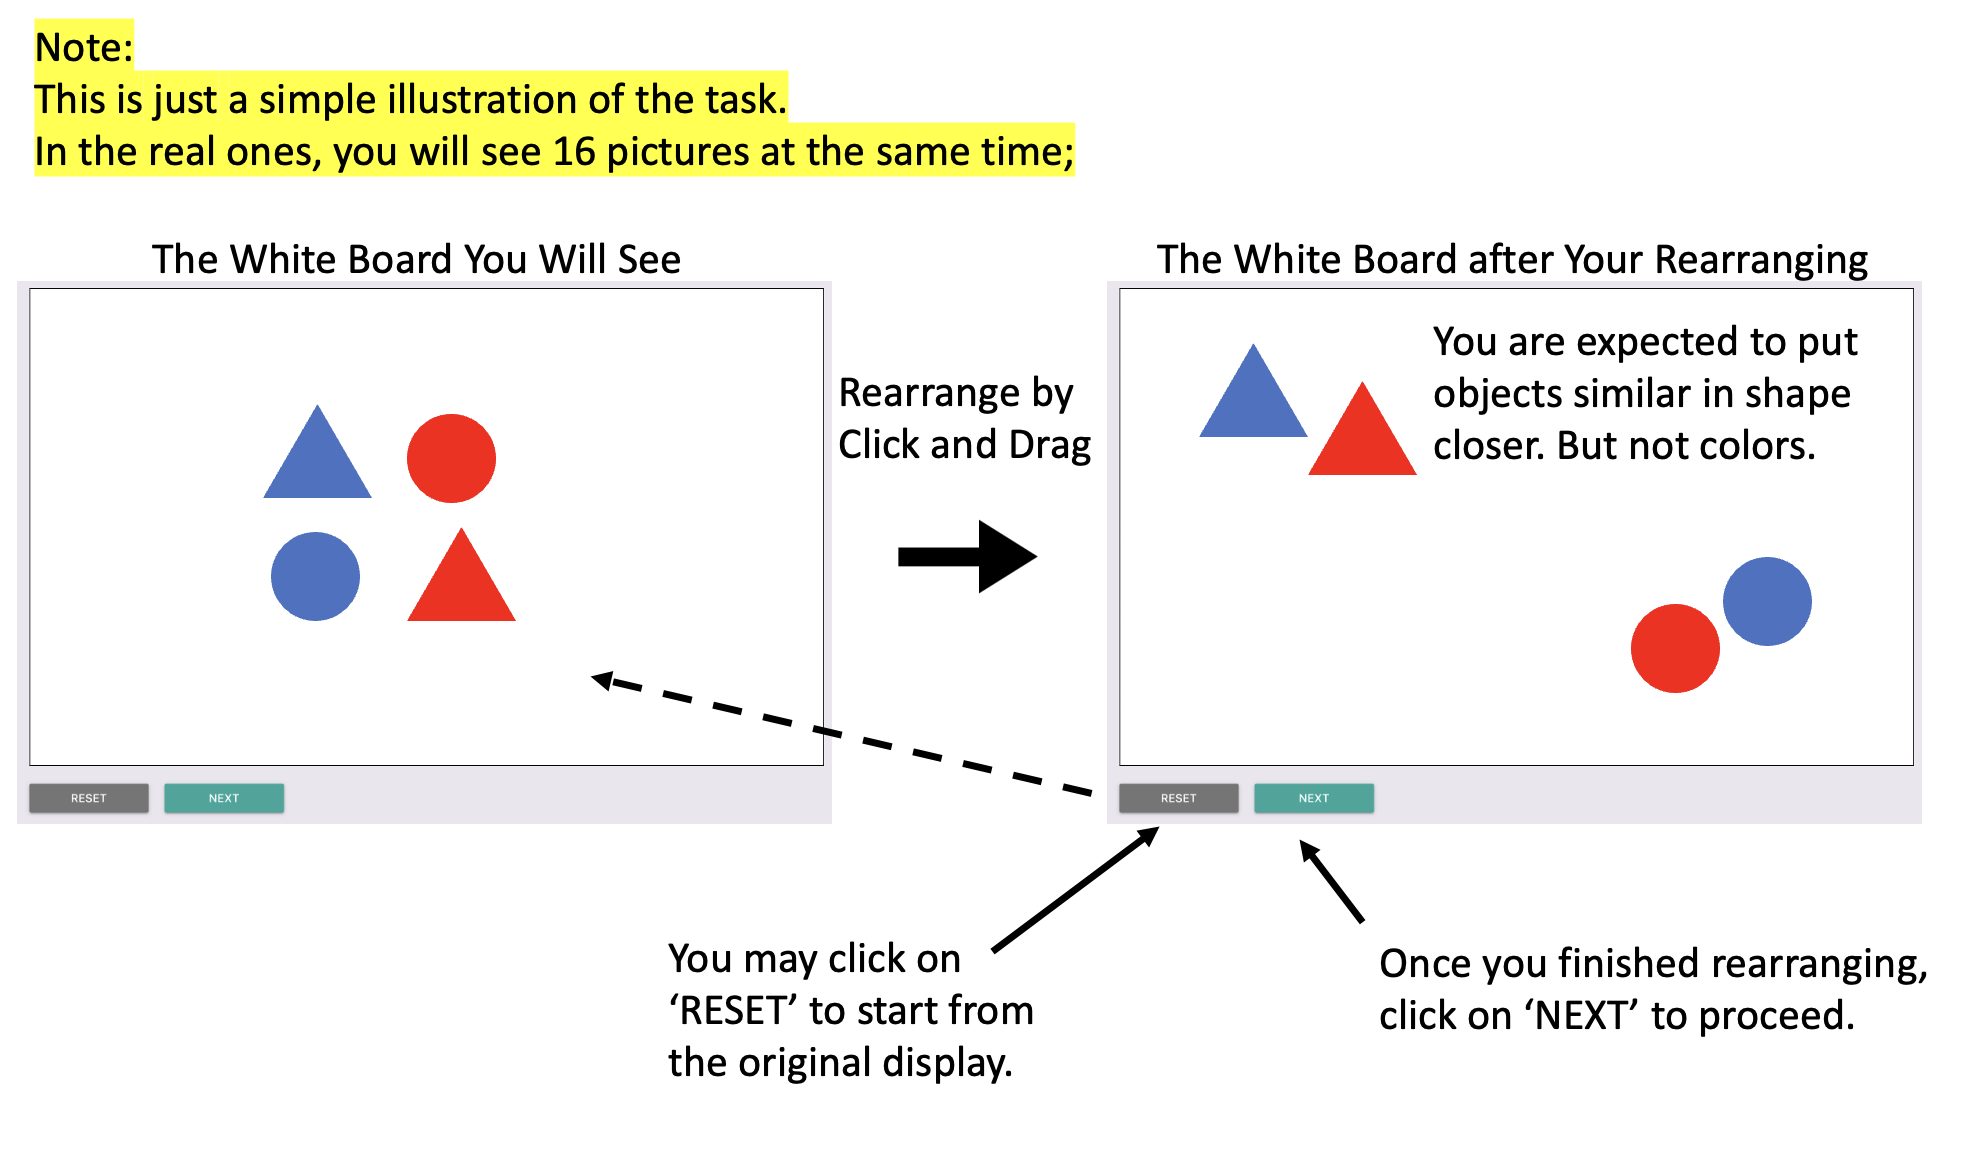 Note:
This is just a simple illustration of the task.
In the real ones, you will see 16 pictures at the same time;
The White Board You Will See
Rearrange by
Click and Drag
The White Board after Your Rearranging
You are expected to put
objects similar in shape
closer. But not colors.
RESET
NEXT
RESET
NEXT
You may click on
‘RESET’ to start from
the original display.
Once you finished rearranging,
click on ‘NEXT’ to proceed.